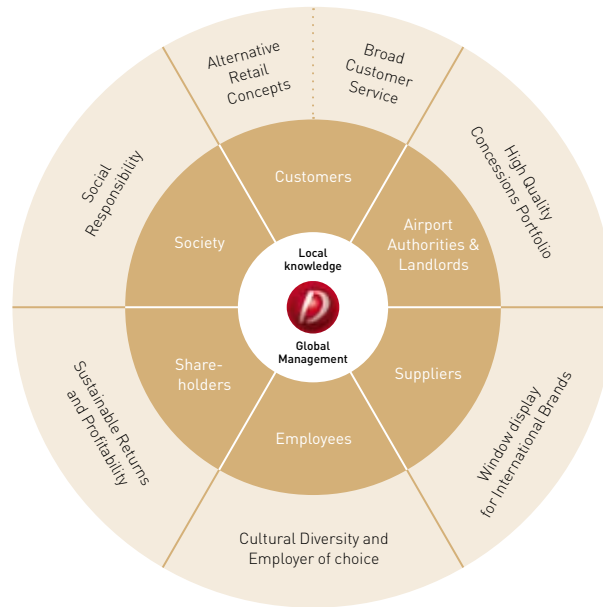 Alternative
Retail
Concepts
Broad
Customer
Service
High Quality
Concessions Portfolio
Window display
for International Brands
Cultural Diversity and
Employer of choice
Sustainable Returns
and Profitability
Social
Responsibility
Customers
Airport
Authorities &
Landlords
Suppliers
Employees
Share-
holders
Society
Local
knowledge
D
Global
Management